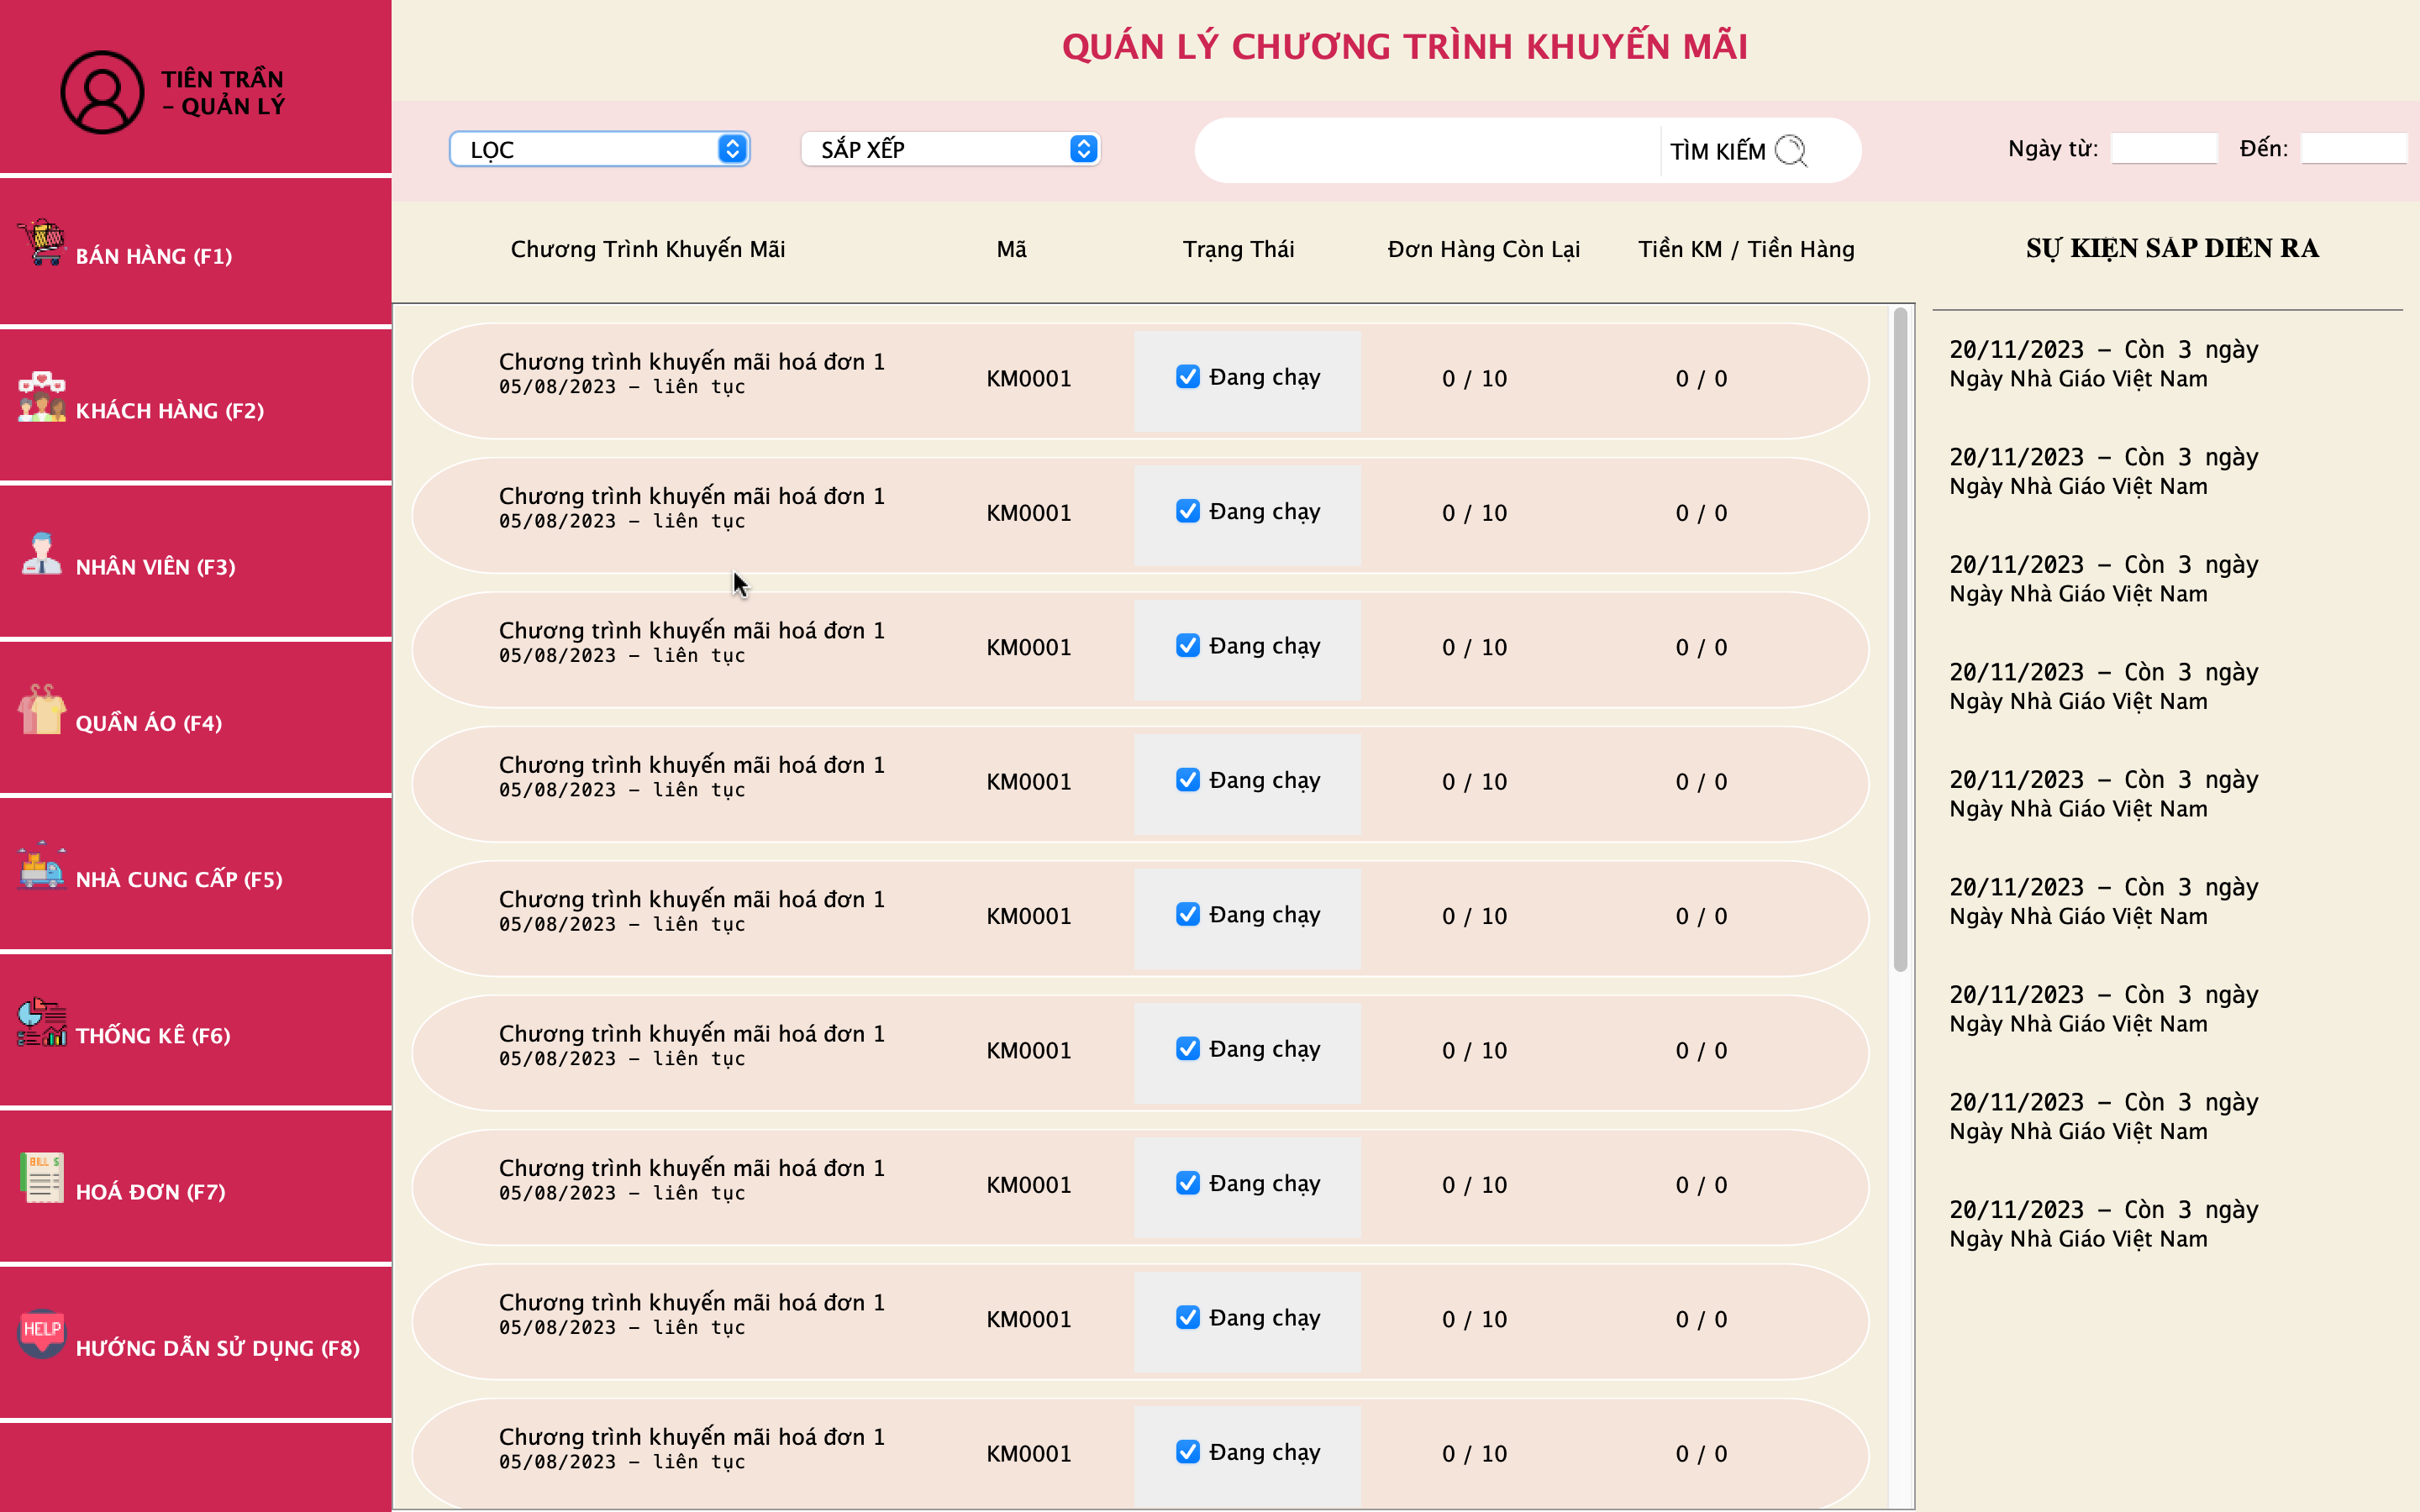 TIÊN TRẦN
– QUẢN LÝ
BÁN HÀNG (F1)
KHÁCH HÀNG (F2)
NHÂN VIÊN (F3)
QUẦN ÁO (F4)
NHÀ CUNG CẤP (F5)
THỐNG KÊ (F6)
BILL $
HOÁ ĐƠN (F7)
HELP
HƯỚNG DẪN SỬ DỤNG (F8)
QUÁN LÝ CHƯƠNG TRÌNH KHUYẾN MÃI
LỌC
SẮP XẾP
TÌM KIẾM
Ngày từ:
Đến:
Chương Trình Khuyến Mãi Mã Trạng Thái Đơn Hàng Còn Lại Tiền KM / Tiền Hàng
Chương trình khuyến mãi hoá đơn 1
05/08/2023 – liên tục
KM0001 Đang chạy 0 / 10 0 / 0
Chương trình khuyến mãi hoá đơn 1
05/08/2023 – liên tục
KM0001 Đang chạy 0 / 10 0 / 0
Chương trình khuyến mãi hoá đơn 1
05/08/2023 – liên tục
KM0001 Đang chạy 0 / 10 0 / 0
Chương trình khuyến mãi hoá đơn 1
05/08/2023 – liên tục
KM0001 Đang chạy 0 / 10 0 / 0
Chương trình khuyến mãi hoá đơn 1
05/08/2023 – liên tục
KM0001 Đang chạy 0 / 10 0 / 0
Chương trình khuyến mãi hoá đơn 1
05/08/2023 – liên tục
KM0001 Đang chạy 0 / 10 0 / 0
Chương trình khuyến mãi hoá đơn 1
05/08/2023 – liên tục
KM0001 Đang chạy 0 / 10 0 / 0
Chương trình khuyến mãi hoá đơn 1
05/08/2023 – liên tục
KM0001 Đang chạy 0 / 10 0 / 0
Chương trình khuyến mãi hoá đơn 1
05/08/2023 – liên tục
KM0001 Đang chạy 0 / 10 0 / 0
SỰ KIỆN SẮP DIỄN RA
20/11/2023 – Còn 3 ngày
Ngày Nhà Giáo Việt Nam
20/11/2023 – Còn 3 ngày
Ngày Nhà Giáo Việt Nam
20/11/2023 – Còn 3 ngày
Ngày Nhà Giáo Việt Nam
20/11/2023 – Còn 3 ngày
Ngày Nhà Giáo Việt Nam
20/11/2023 – Còn 3 ngày
Ngày Nhà Giáo Việt Nam
20/11/2023 – Còn 3 ngày
Ngày Nhà Giáo Việt Nam
20/11/2023 – Còn 3 ngày
Ngày Nhà Giáo Việt Nam
20/11/2023 – Còn 3 ngày
Ngày Nhà Giáo Việt Nam
20/11/2023 – Còn 3 ngày
Ngày Nhà Giáo Việt Nam